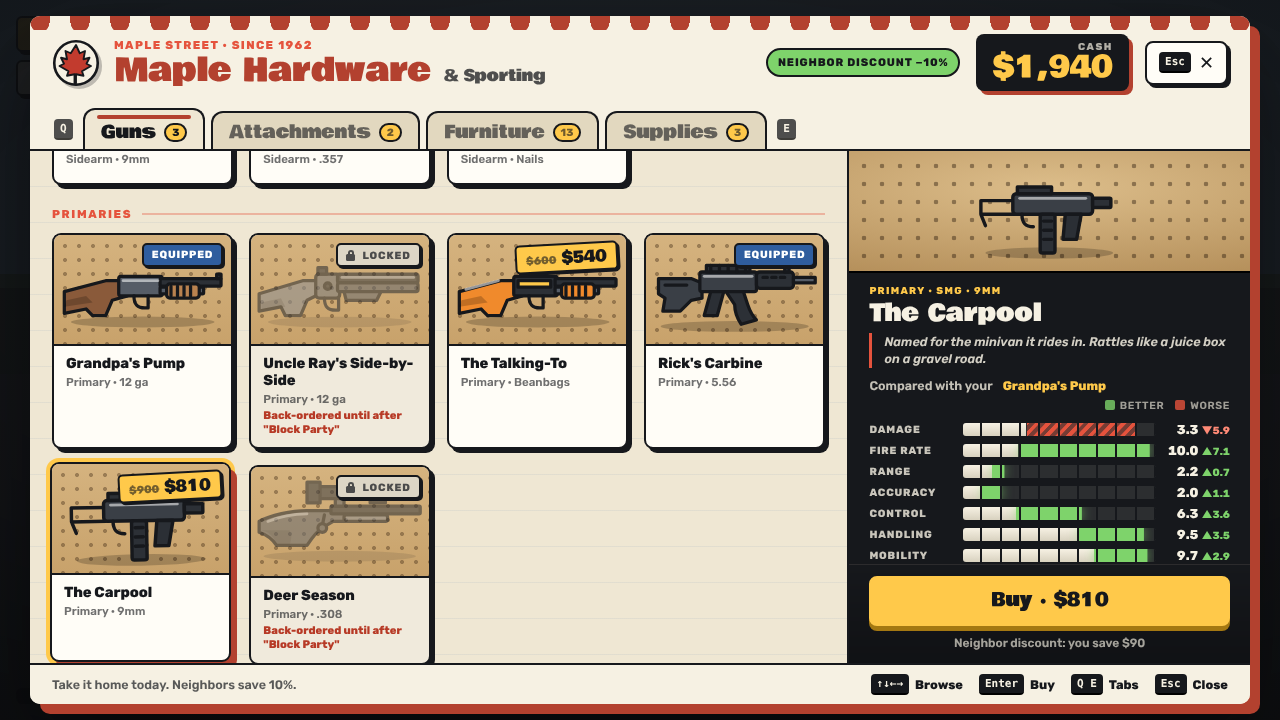 MAPLE STREET • SINCE 1962
Maple Hardware & Sporting
NEIGHBOR DISCOUNT −10%
CASH
$1,940
Esc ✕
Q
Guns 3
Attachments 2
Furniture 13
Supplies 3
E
Sidearm • 9mm
Sidearm • .357
Sidearm • Nails
PRIMARIES
EQUIPPED
Grandpa's Pump
Primary • 12 ga
LOCKED
Uncle Ray's Side-by-
Side
Primary • 12 ga
Back-ordered until after
"Block Party"
$600 $540
The Talking-To
Primary • Beanbags
EQUIPPED
Rick's Carbine
Primary • 5.56
$900 $810
The Carpool
Primary • 9mm
LOCKED
Deer Season
Primary • .308
Back-ordered until after
"Block Party"
PRIMARY • SMG • 9MM
The Carpool
Named for the minivan it rides in. Rattles like a juice box
on a gravel road.
Compared with your Grandpa's Pump
BETTER WORSE
DAMAGE 3.3 ▼5.9
FIRE RATE 10.0 ▲7.1
RANGE 2.2 ▲0.7
ACCURACY 2.0 ▲1.1
CONTROL 6.3 ▲3.6
HANDLING 9.5 ▲3.5
MOBILITY 9.7 ▲2.9
Buy · $810
Neighbor discount: you save $90
Take it home today. Neighbors save 10%.
↑↓←→ Browse
Enter Buy
Q E Tabs
Esc Close